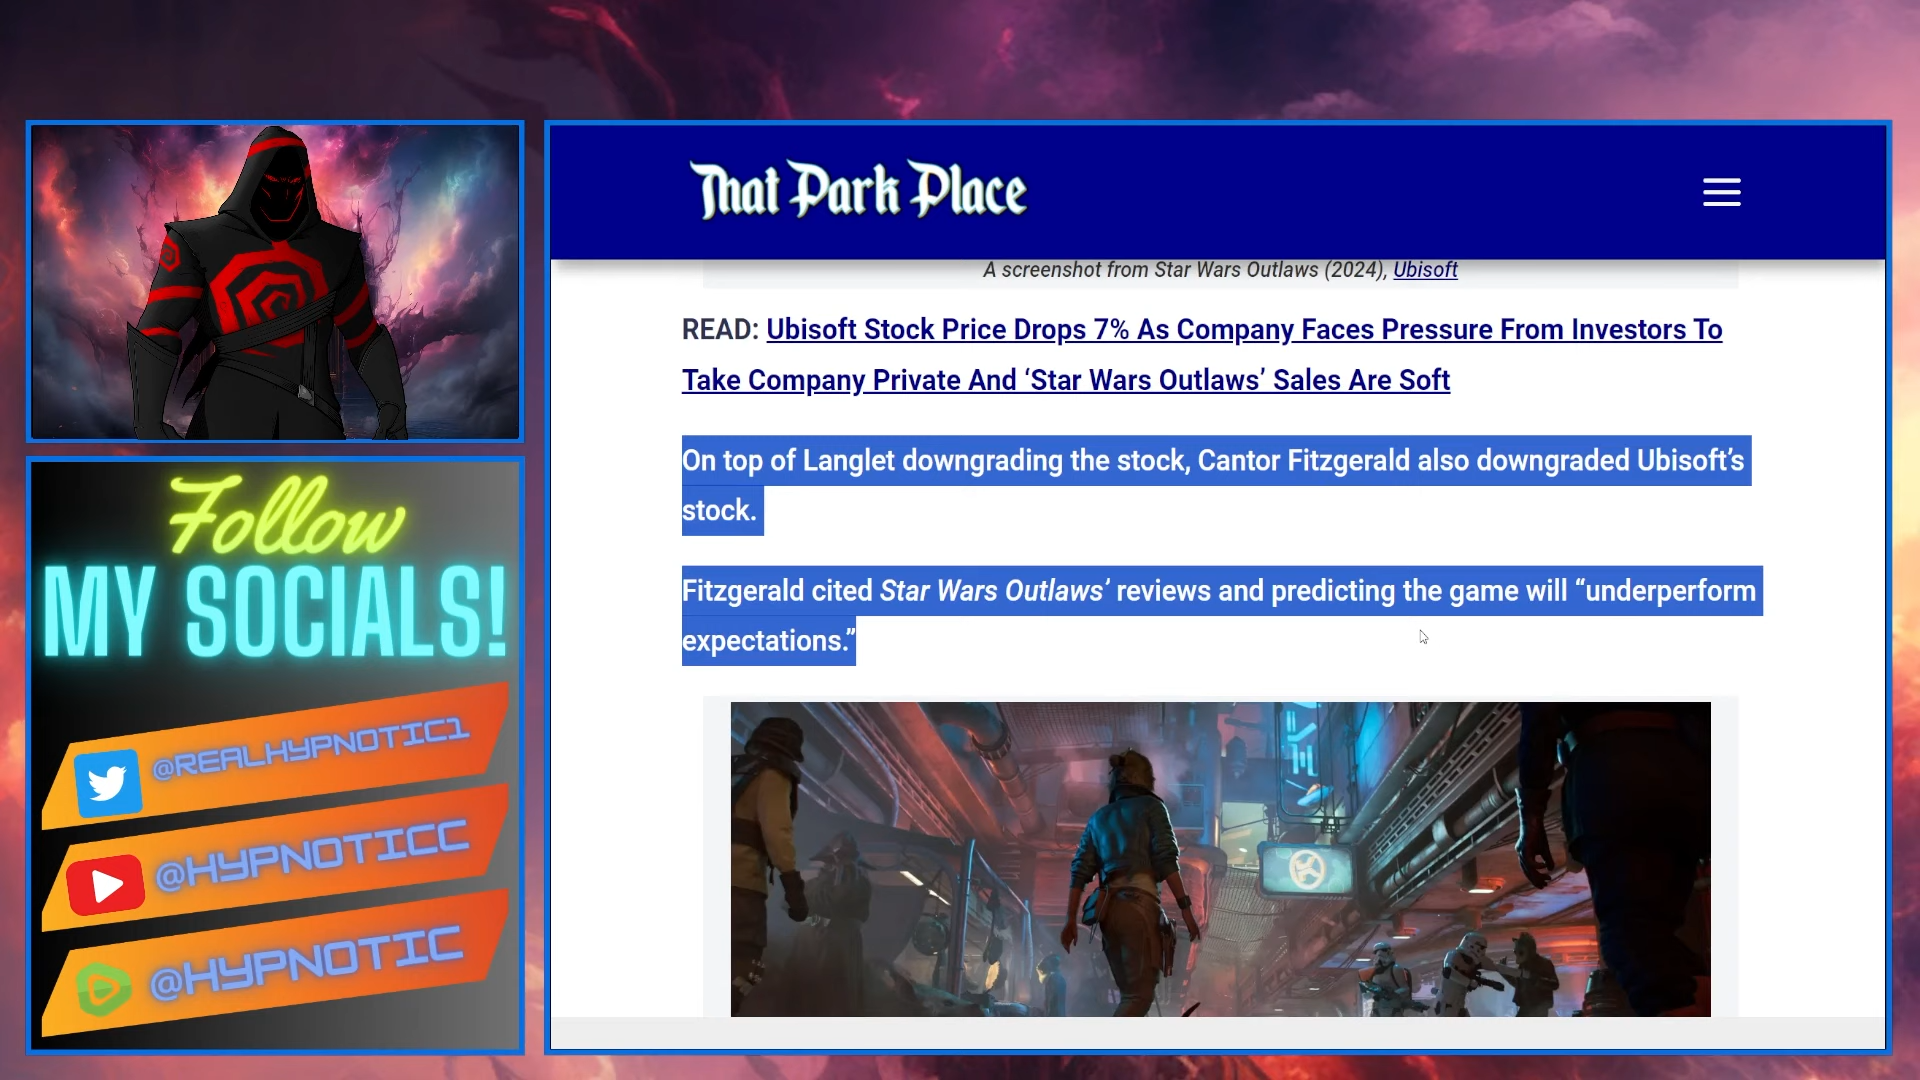 That Park Place
A screenshot from Star Wars Outlaws (2024), Ubisoft
READ: Ubisoft Stock Price Drops 7% As Company Faces Pressure From Investors To
Take Company Private And ‘Star Wars Outlaws’ Sales Are Soft
On top of Langlet downgrading the stock, Cantor Fitzgerald also downgraded Ubisoft’s
stock.
Fitzgerald cited Star Wars Outlaws’ reviews and predicting the game will “underperform
expectations.”
Follow
MY SOCIALS!
@REALHYPNOTIC1
@HYPNOTICC
@HYPNOTIC